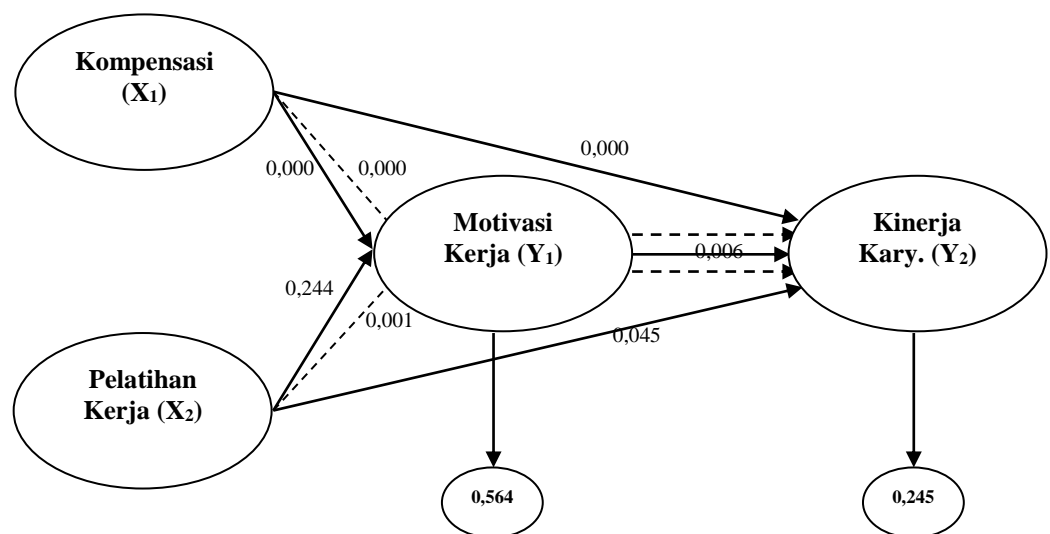 Kompensasi
(X₁)
0,000
0,000
0,000
Motivasi
Kerja (Y₁)
0,006
Kinerja
Kary. (Y₂)
0,244
0,001
0,045
Pelatihan
Kerja (X₂)
0,564
0,245